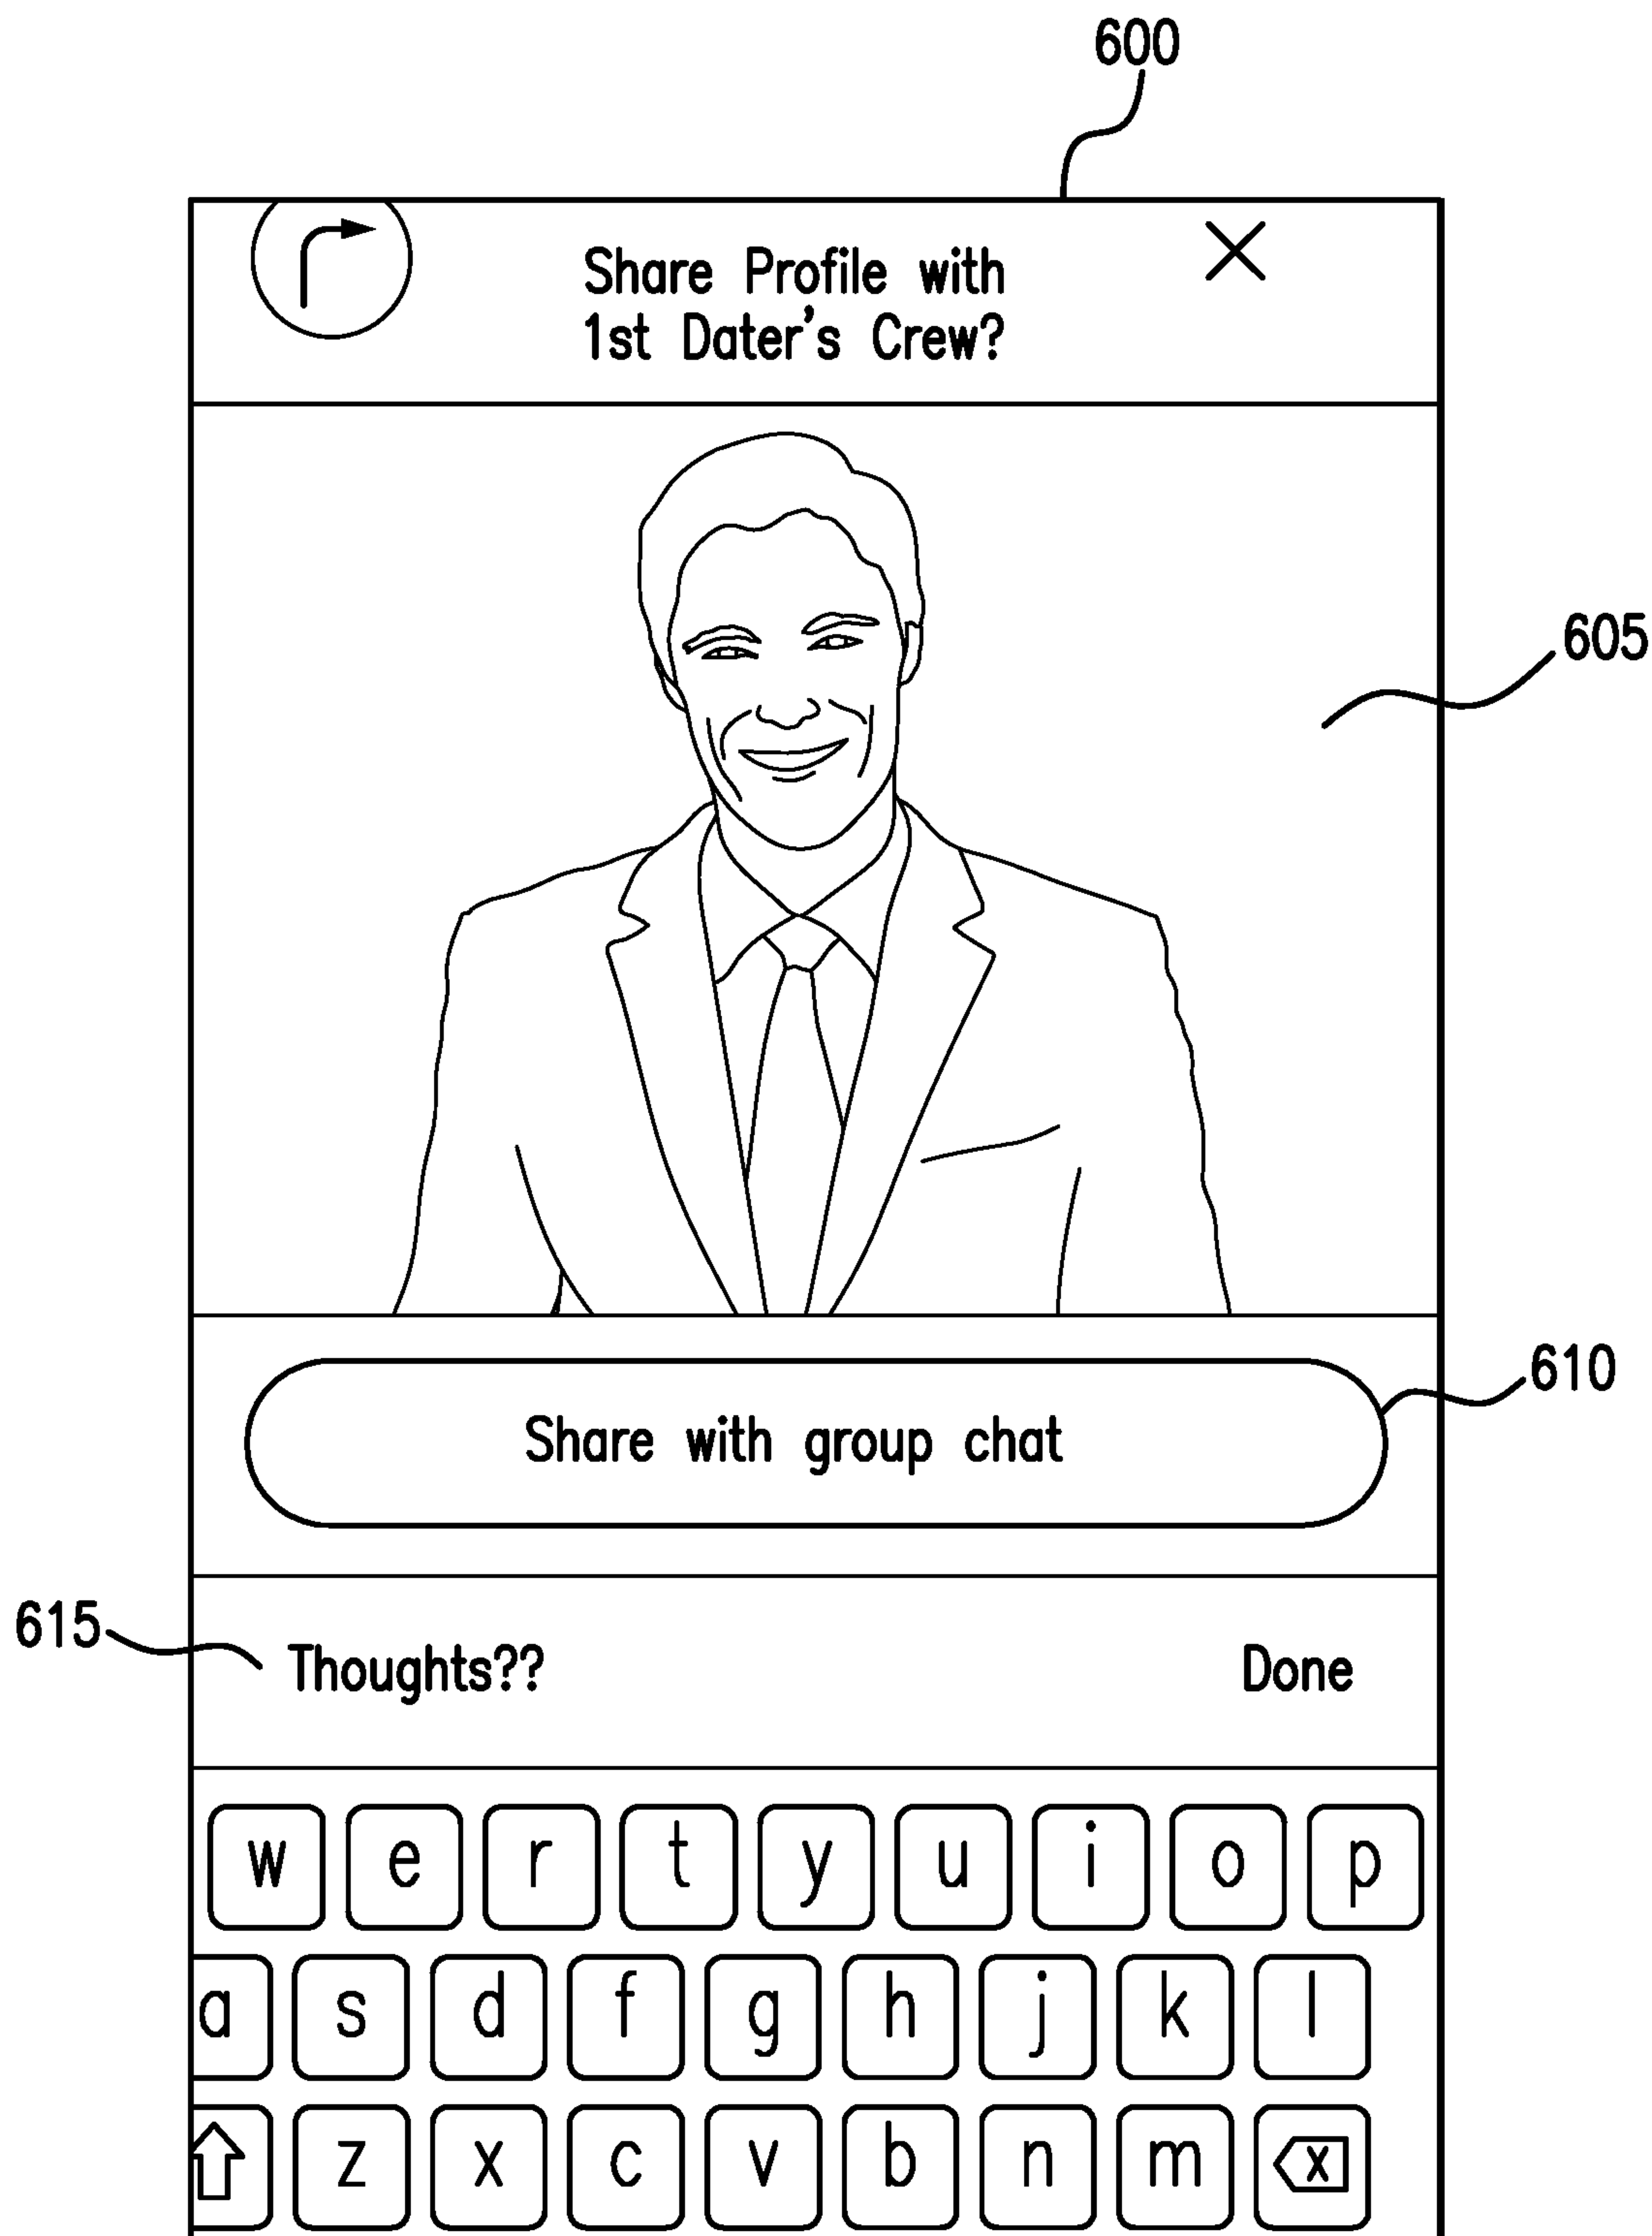 600
Share Profile with
1st Dater's Crew?
605
Share with group chat
610
615
Thoughts?? Done
w e r t y u i o p
a s d f g h j k l
z x c v b n m x